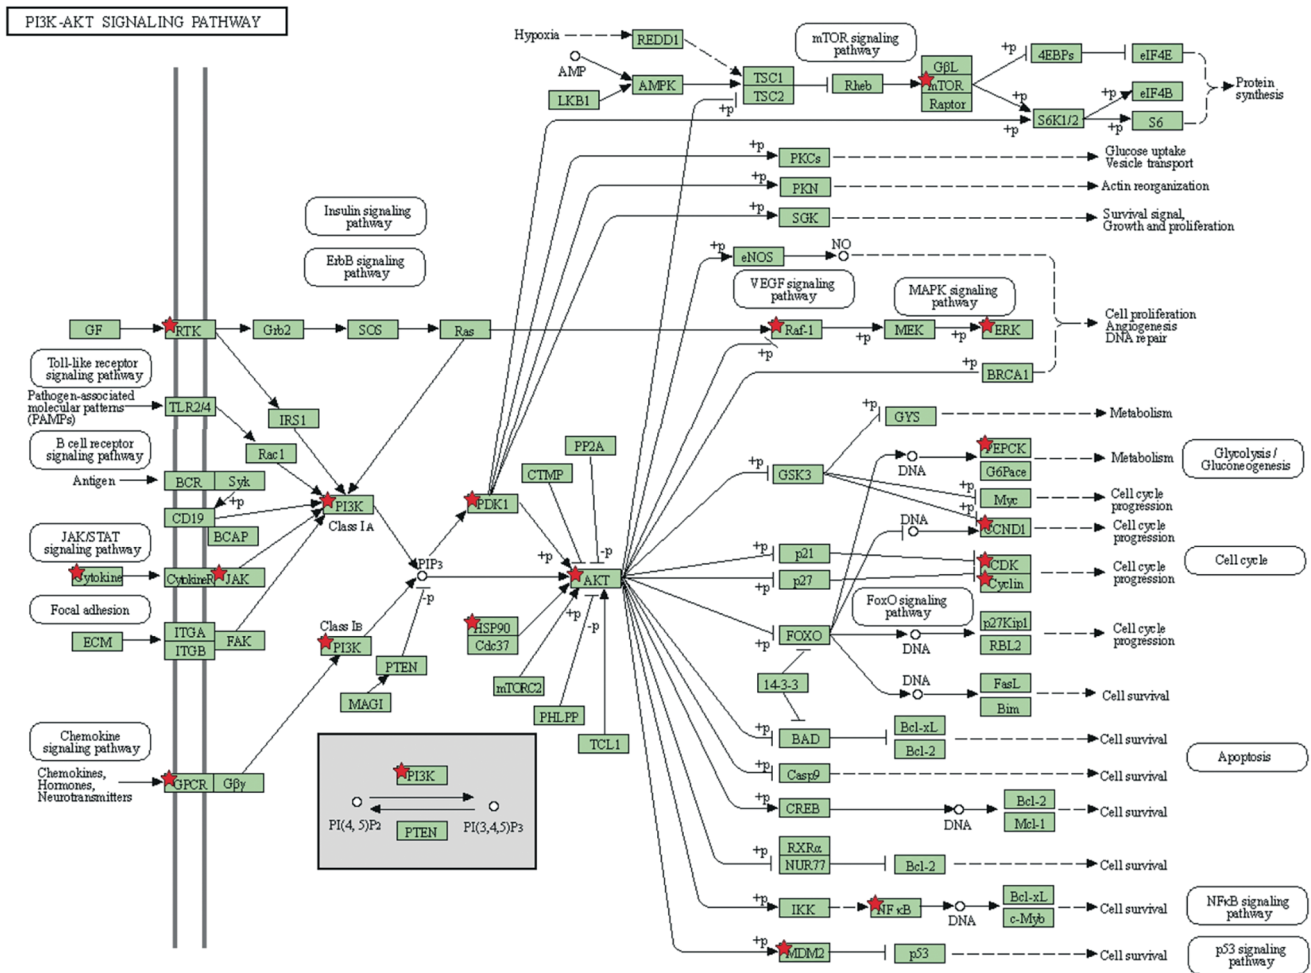 PI3K-AKT SIGNALING PATHWAY
Hypoxia
REDD1
AMP
LKB1
AMPK
TSC1
TSC2
+p
Rheb
mTOR signaling
pathway
GβL
mTOR
Raptor
+p
+p
+p
4EBPs
eIF4E
S6K1/2
+p
+p
eIF4B
S6
Protein
synthesis
+p
PKCs
Glucose uptake
Vesicle transport
+p
PKN
Actin reorganization
+p
SGK
Survival signal,
Growth and proliferation
Insulin signaling
pathway
ErbB signaling
pathway
+p
eNOS
NO
VEGF signaling
pathway
MAPK signaling
pathway
GF
RTK
Grb2
SOS
Ras
Raf-1
+p
MEK
+p
ERK
+p
Cell proliferation
Angiogenesis
DNA repair
+p
BRCA1
Toll-like receptor
signaling pathway
Pathogen-associated
molecular patterns
(PAMPs)
TLR2/4
IRS1
Rac1
B cell receptor
signaling pathway
Antigen
BCR
Syk
+p
CD19
BCAP
PI3K
Class IA
PDK1
CTMP
PP2A
+p
GYS
Metabolism
+p
GSK3
DNA
PEPCK
G6Pace
Metabolism
Glycolysis /
Gluconeogenesis
+p
Myc
Cell cycle
progression
DNA
+p
CCND1
Cell cycle
progression
JAK/STAT
signaling pathway
Cytokine
CytokineR
JAK
PIP3
-p
+p
-p
AKT
+p
-p
+p
p21
+p
p27
CDK
Cyclin
Cell cycle
progression
Cell cycle
Focal adhesion
ECM
ITGA
ITGB
FAK
Class IB
PI3K
PTEN
MAGI
HSP90
Cdc37
mTORC2
PHLPP
TCL1
FoxO signaling
pathway
+p
FOXO
DNA
p27Kip1
RBL2
Cell cycle
progression
14-3-3
DNA
FasL
Bim
Cell survival
+p
BAD
Bcl-xL
Bcl-2
Cell survival
Apoptosis
Chemokine
signaling pathway
Chemokines,
Hormones,
Neurotransmitters
GPCR
Gβγ
PI3K
PI(4, 5)P2
PI(3,4,5)P3
PTEN
+p
Casp9
Cell survival
+p
CREB
DNA
Bcl-2
Mcl-1
Cell survival
+p
RXRα
NUR77
Bcl-2
Cell survival
+p
IKK
NFκB
DNA
Bcl-xL
c-Myb
Cell survival
NFκB signaling
pathway
+p
MDM2
p53
Cell survival
p53 signaling
pathway